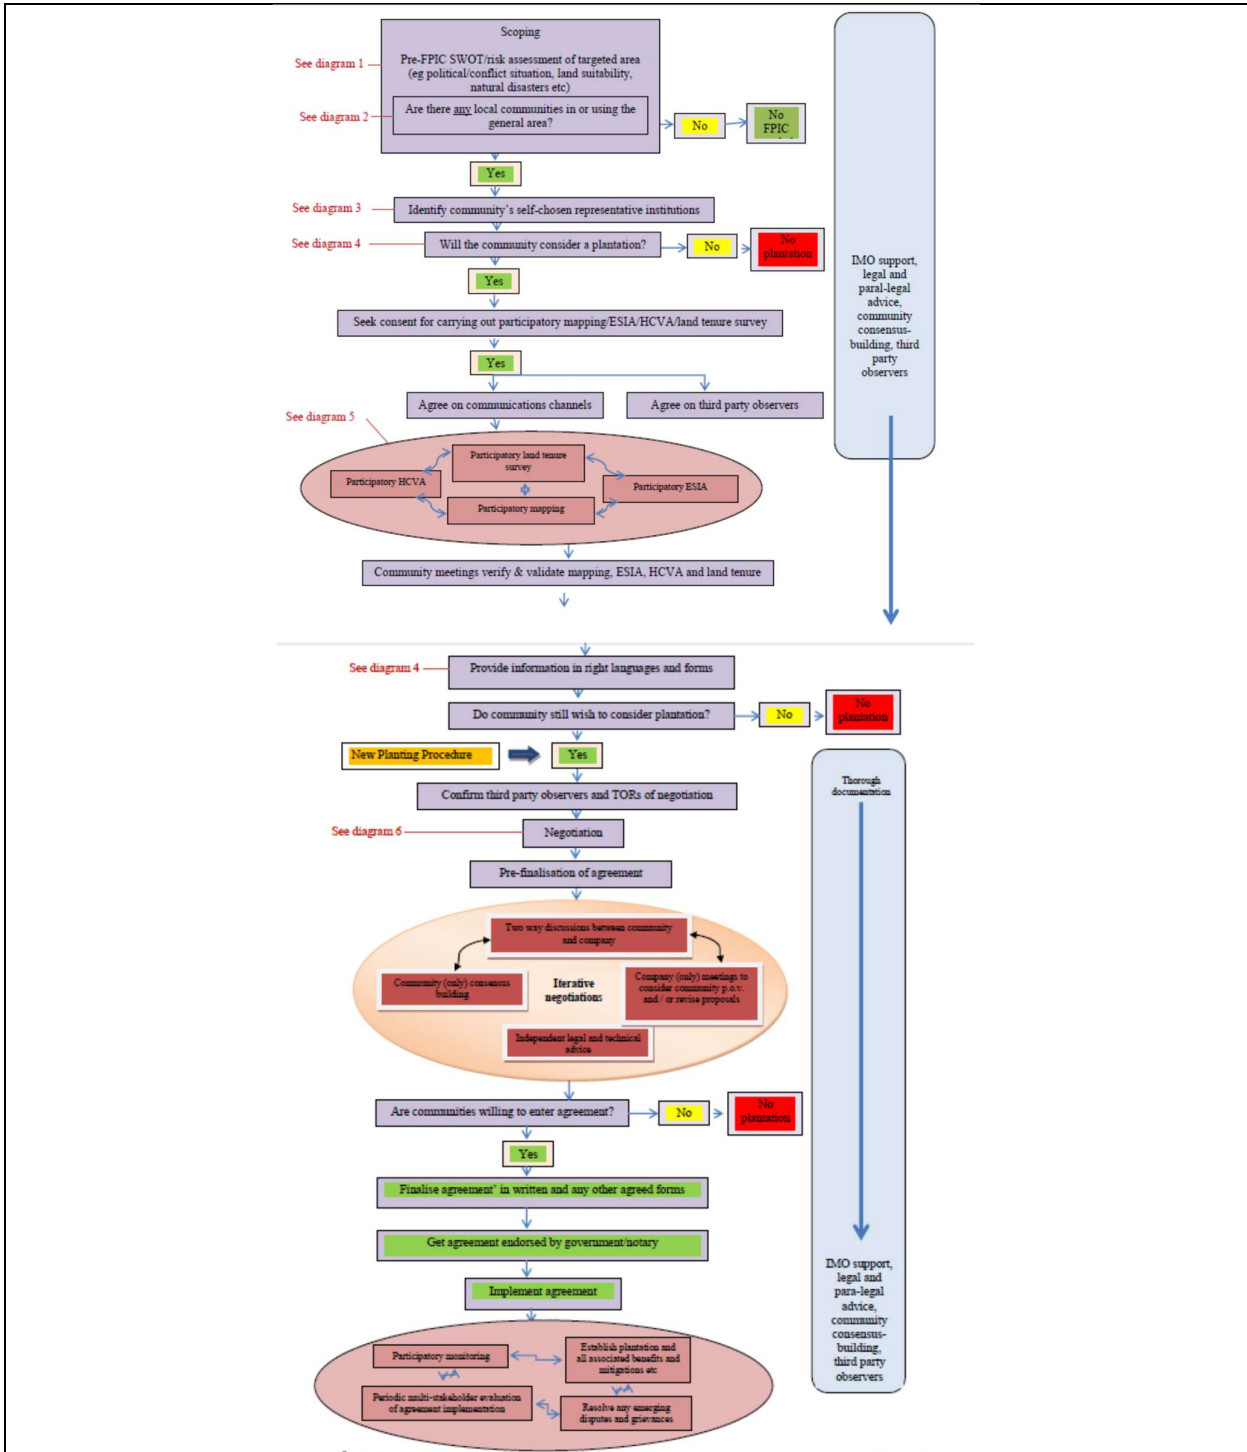 Scoping
See diagram 1
Pre-FPIC SWOT/risk assessment of targeted area
(eg political/conflict situation, land suitability,
natural disasters etc)
See diagram 2
Are there any local communities in or using the
general area?
No
No
FPIC
Yes
See diagram 3
Identify community's self-chosen representative institutions
See diagram 4
Will the community consider a plantation?
No
No
plantation
Yes
Seek consent for carrying out participatory mapping/ESIA/HCVA/land tenure survey
Yes
Agree on communications channels
Agree on third party observers
See diagram 5
Participatory land tenure
survey
Participatory HCVA
Participatory ESIA
Participatory mapping
Community meetings verify & validate mapping, ESIA, HCVA and land tenure
IMO support,
legal and
paral-legal
advice,
community
consensus-
building, third
party
observers
See diagram 4
Provide information in right languages and forms
Do community still wish to consider plantation?
No
No
plantation
New Planting Procedure
Yes
Confirm third party observers and TORs of negotiation
See diagram 6
Negotiation
Pre-finalisation of agreement
Two way discussions between community
and company
Community (only) consensus
building
Iterative
negotiations
Company (only) meetings to
consider community p.o.v.
and / or revise proposals
Independent legal and technical
advice
Are communities willing to enter agreement?
No
No
plantation
Yes
Finalise agreement' in written and any other agreed forms
Get agreement endorsed by government/notary
Implement agreement
Participatory monitoring
Establish plantation and
all associated benefits and
mitigations etc
Periodic multi-stakeholder evaluation
of agreement implementation
Resolve any emerging
disputes and grievances
Thorough
documentation
IMO support,
legal and
para-legal
advice,
community
consensus-
building,
third party
observers